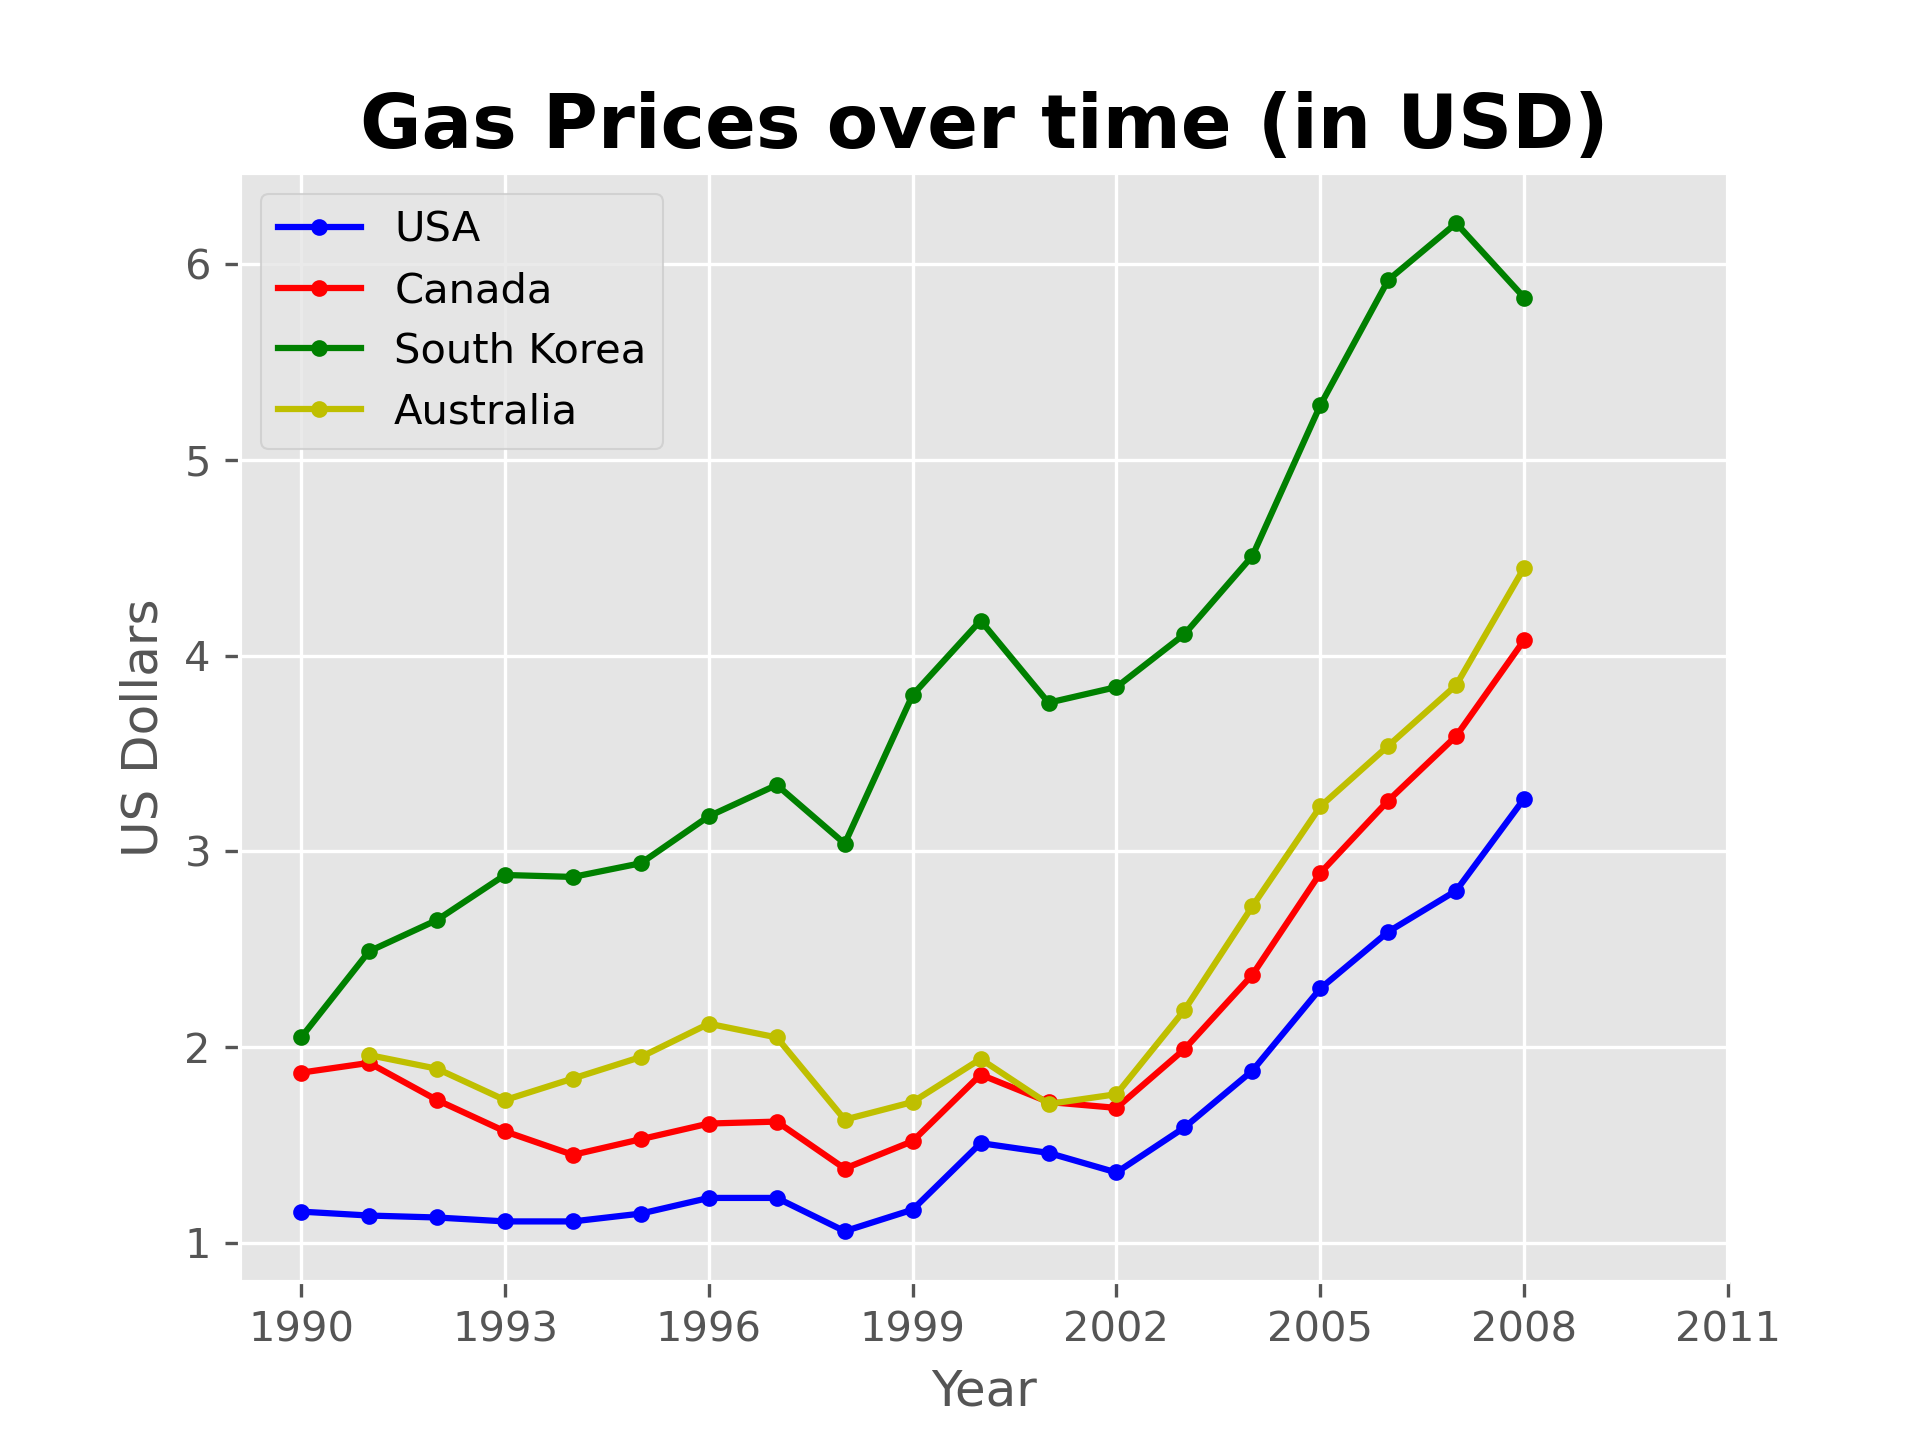 Gas Prices over time (in USD)
USA
Canada
South Korea
Australia
6
5
4
3
2
1
US Dollars
1990 1993 1996 1999 2002 2005 2008 2011
Year